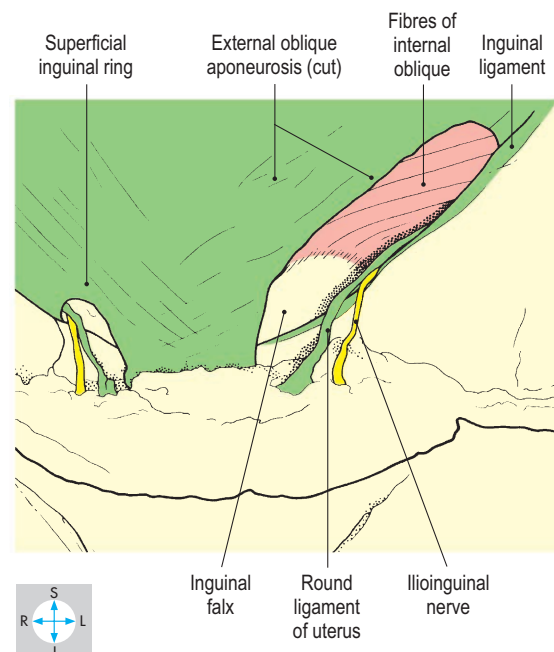 Superficial
inguinal ring
External oblique
aponeurosis (cut)
Fibres of
internal
oblique
Inguinal
ligament
Inguinal
falx
Round
ligament
of uterus
Ilioinguinal
nerve
S
R L
I